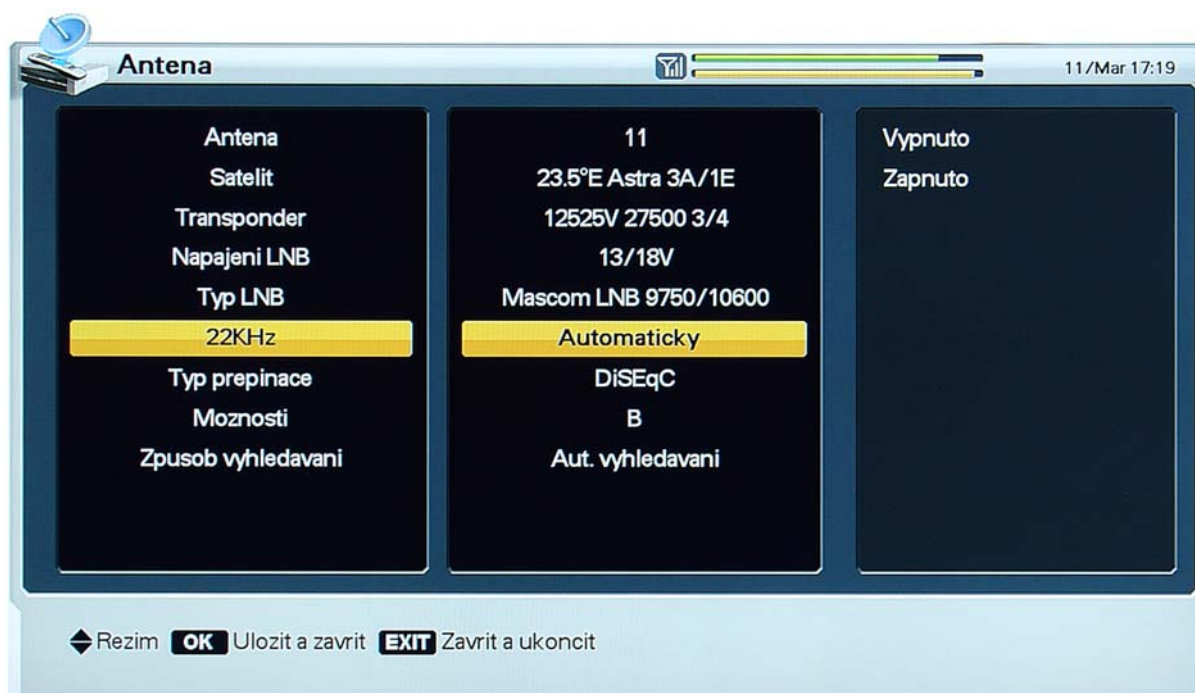 Antena
11/Mar 17:19
Antena 11
Satelit 23.5°E Astra 3A/1E
Transponder 12525V 27500 3/4
Napajeni LNB 13/18V
Typ LNB Mascom LNB 9750/10600
22KHz Automaticky
Typ prepinace DiSEqC
Moznosti B
Zpusob vyhledavani Aut. vyhledavani
Vypnuto
Zapnuto
Rezim OK Ulozit a zavrit EXIT Zavrit a ukoncit